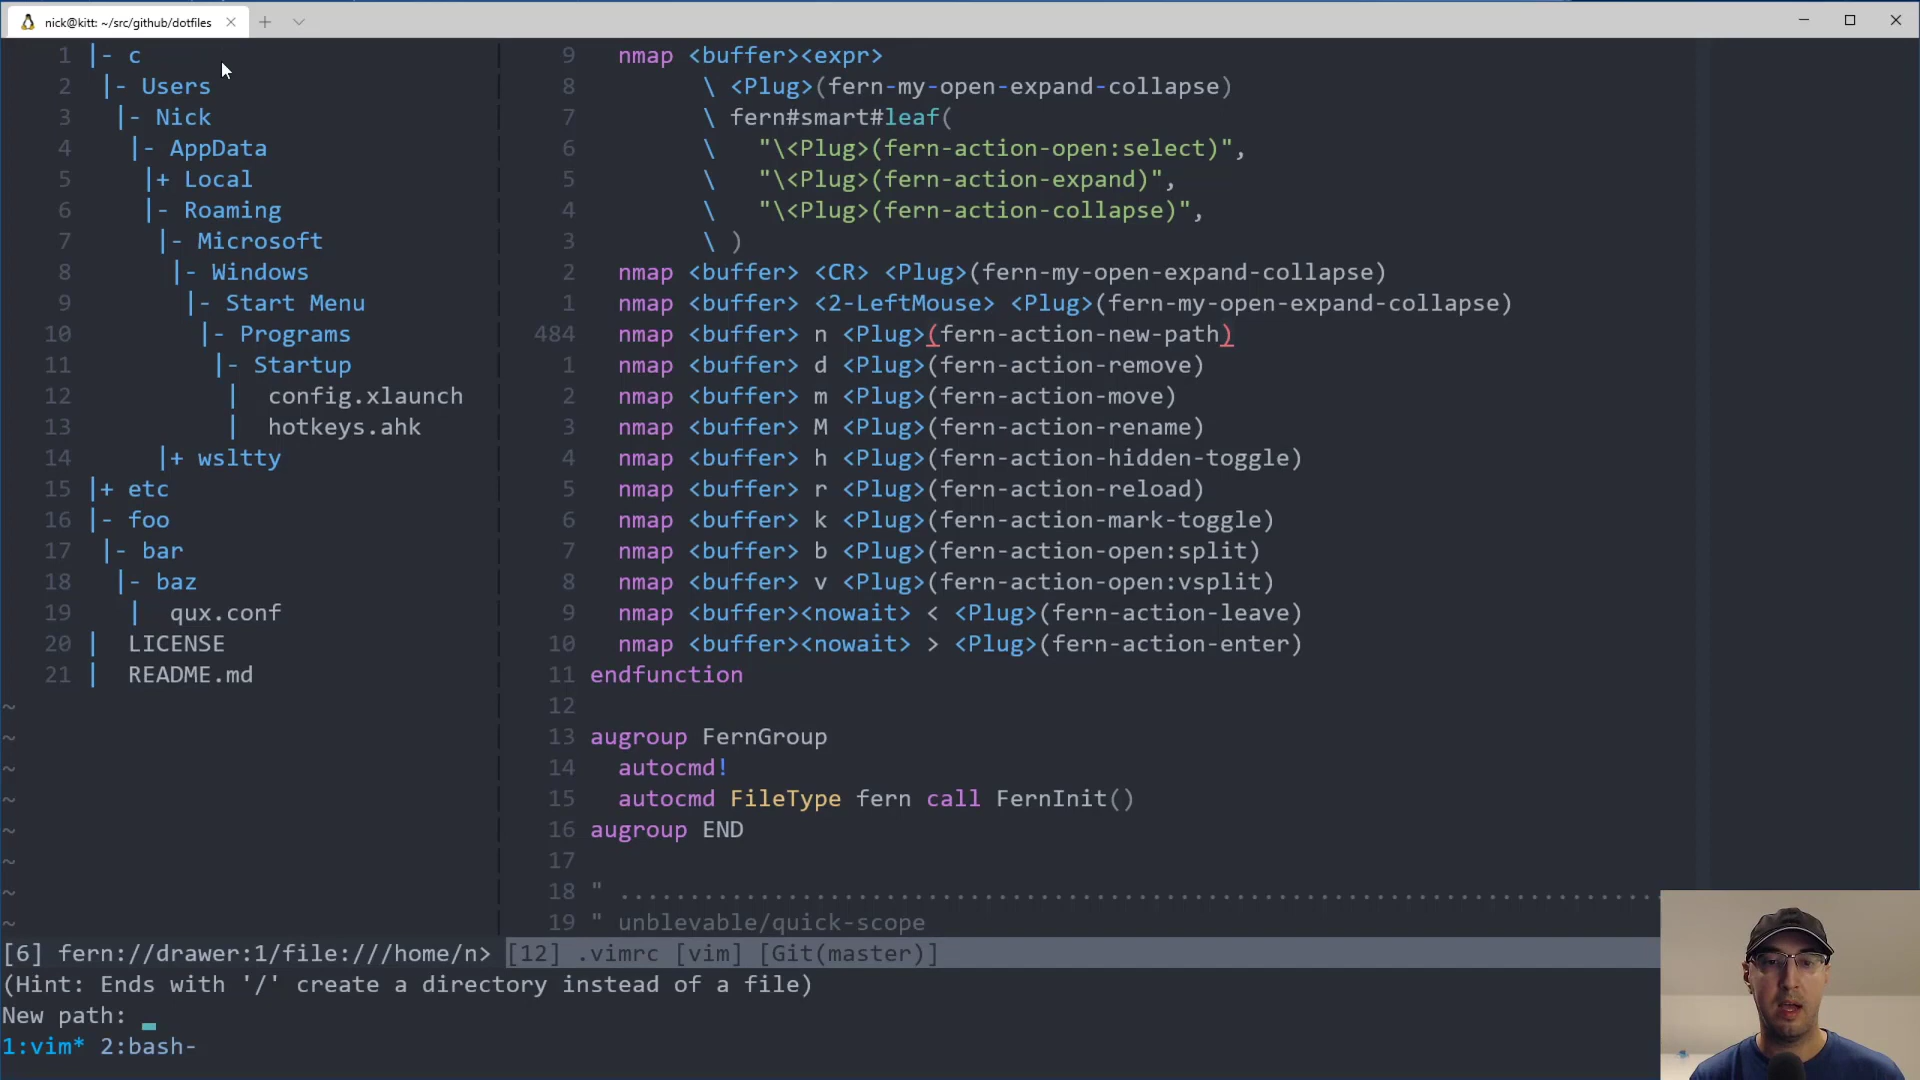 nick@kitt: ~/src/github/dotfiles
1 |- c
2 |- Users
3 |- Nick
4 |- AppData
5 |+ Local
6 |- Roaming
7 |- Microsoft
8 |- Windows
9 |- Start Menu
10 |- Programs
11 |- Startup
12 | config.xlaunch
13 | hotkeys.ahk
14 |+ wsltty
15 |+ etc
16 |- foo
17 |- bar
18 |- baz
19 | qux.conf
20 | LICENSE
21 | README.md
~
~
~
~
~
~
~
~
9 nmap <buffer><expr>
8 \ <Plug>(fern-my-open-expand-collapse)
7 \ fern#smart#leaf(
6 \ "\<Plug>(fern-action-open:select)",
5 \ "\<Plug>(fern-action-expand)",
4 \ "\<Plug>(fern-action-collapse)",
3 \ )
2 nmap <buffer> <CR> <Plug>(fern-my-open-expand-collapse)
1 nmap <buffer> <2-LeftMouse> <Plug>(fern-my-open-expand-collapse)
484 nmap <buffer> n <Plug>(fern-action-new-path)
1 nmap <buffer> d <Plug>(fern-action-remove)
2 nmap <buffer> m <Plug>(fern-action-move)
3 nmap <buffer> M <Plug>(fern-action-rename)
4 nmap <buffer> h <Plug>(fern-action-hidden-toggle)
5 nmap <buffer> r <Plug>(fern-action-reload)
6 nmap <buffer> k <Plug>(fern-action-mark-toggle)
7 nmap <buffer> b <Plug>(fern-action-open:split)
8 nmap <buffer> v <Plug>(fern-action-open:vsplit)
9 nmap <buffer><nowait> < <Plug>(fern-action-leave)
10 nmap <buffer><nowait> > <Plug>(fern-action-enter)
11 endfunction
12
13 augroup FernGroup
14 autocmd!
15 autocmd FileType fern call FernInit()
16 augroup END
17
18 " ..........................................................................
19 " unblevable/quick-scope
[6] fern://drawer:1/file:///home/n> [12] .vimrc [vim] [Git(master)]
(Hint: Ends with '/' create a directory instead of a file)
New path:
1:vim* 2:bash-